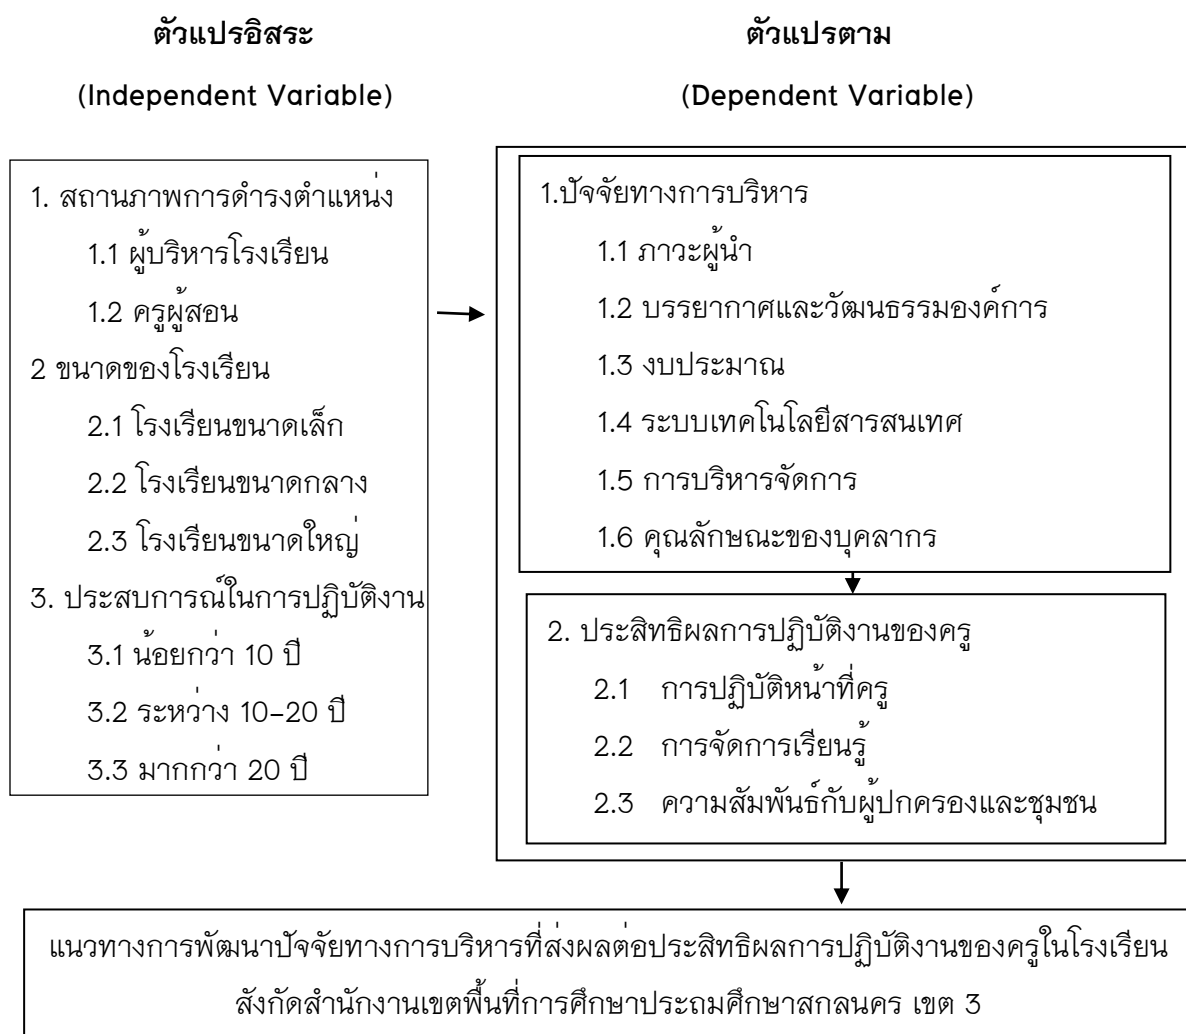 ตัวแปรอิสระ
(Independent Variable)
1. สถานภาพการดำรงตำแหน่ง
1.1 ผู้บริหารโรงเรียน
1.2 ครูผู้สอน
2 ขนาดของโรงเรียน
2.1 โรงเรียนขนาดเล็ก
2.2 โรงเรียนขนาดกลาง
2.3 โรงเรียนขนาดใหญ่
3. ประสบการณ์ในการปฏิบัติงาน
3.1 น้อยกว่า 10 ปี
3.2 ระหว่าง 10-20 ปี
3.3 มากกว่า 20 ปี
ตัวแปรตาม
(Dependent Variable)
1.ปัจจัยทางการบริหาร
1.1 ภาวะผู้นำ
1.2 บรรยากาศและวัฒนธรรมองค์การ
1.3 งบประมาณ
1.4 ระบบเทคโนโลยีสารสนเทศ
1.5 การบริหารจัดการ
1.6 คุณลักษณะของบุคลากร
2. ประสิทธิผลการปฏิบัติงานของครู
2.1 การปฏิบัติหน้าที่ครู
2.2 การจัดการเรียนรู้
2.3 ความสัมพันธ์กับผู้ปกครองและชุมชน
แนวทางการพัฒนาปัจจัยทางการบริหารที่ส่งผลต่อประสิทธิผลการปฏิบัติงานของครูในโรงเรียน
สังกัดสำนักงานเขตพื้นที่การศึกษาประถมศึกษาสกลนคร เขต 3